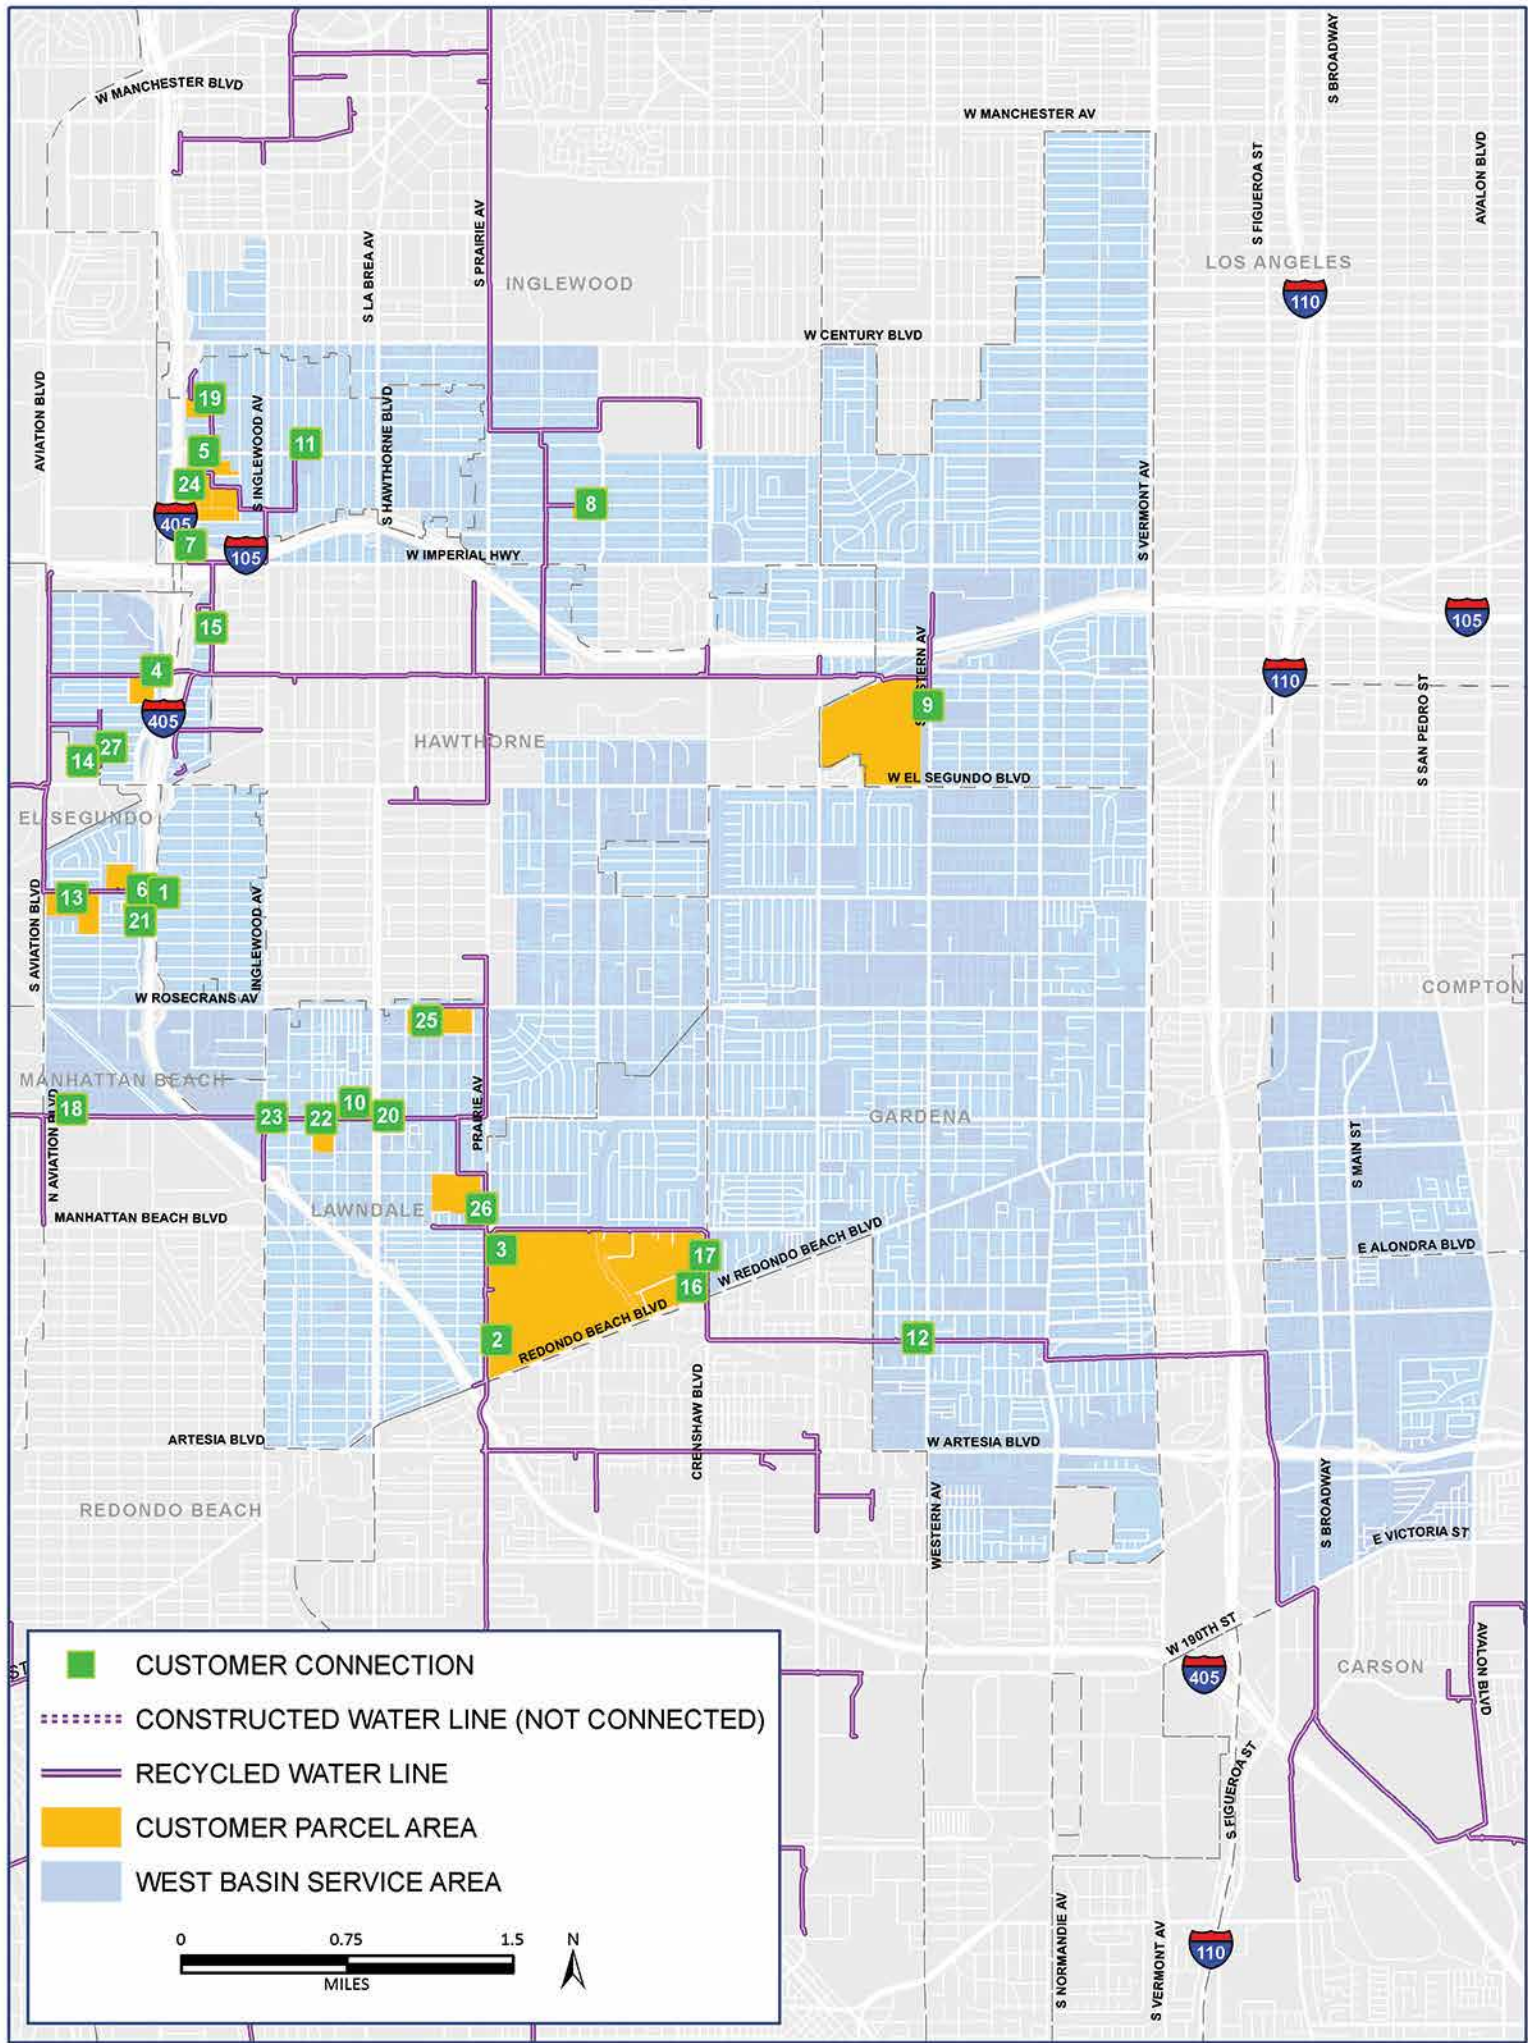 S BROADWAY
W MANCHESTER BLVD
W MANCHESTER AV
S FIGUEROA ST
AVALON BLVD
S PRAIRIE AV
S LA BREA AV
LOS ANGELES
INGLEWOOD
110
W CENTURY BLVD
AVIATION BLVD
19
S INGLEWOOD AV
S HAWTHORNE BLVD
11
5
24
8
S VERMONT AV
405
7
105
W IMPERIAL HWY
15
105
4
110
405
9
S SAN PEDRO ST
HAWTHORNE
27
14
W EL SEGUNDO BLVD
EL SEGUNDO
6
1
13
21
S AVIATION BLVD
INGLEWOOD AV
W ROSECRANS AV
COMPTON
25
MANHATTAN BEACH
18
23
22
10
20
PRAIRIE AV
GARDENA
N AVIATION BLVD
S MAIN ST
MANHATTAN BEACH BLVD
LAWNDALE
26
3
17
16
W REDONDO BEACH BLVD
E ALONDRA BLVD
2
REDONDO BEACH BLVD
12
CRENSHAW BLVD
ARTESIA BLVD
W ARTESIA BLVD
REDONDO BEACH
WESTERN AV
S BROADWAY
E VICTORIA ST
W 190TH ST
405
CARSON
AVALON BLVD
ST
CUSTOMER CONNECTION
CONSTRUCTED WATER LINE (NOT CONNECTED)
RECYCLED WATER LINE
CUSTOMER PARCEL AREA
WEST BASIN SERVICE AREA
0 0.75 1.5
MILES
N
S FIGUEROA ST
S NORMANDIE AV
S VERMONT AV
110